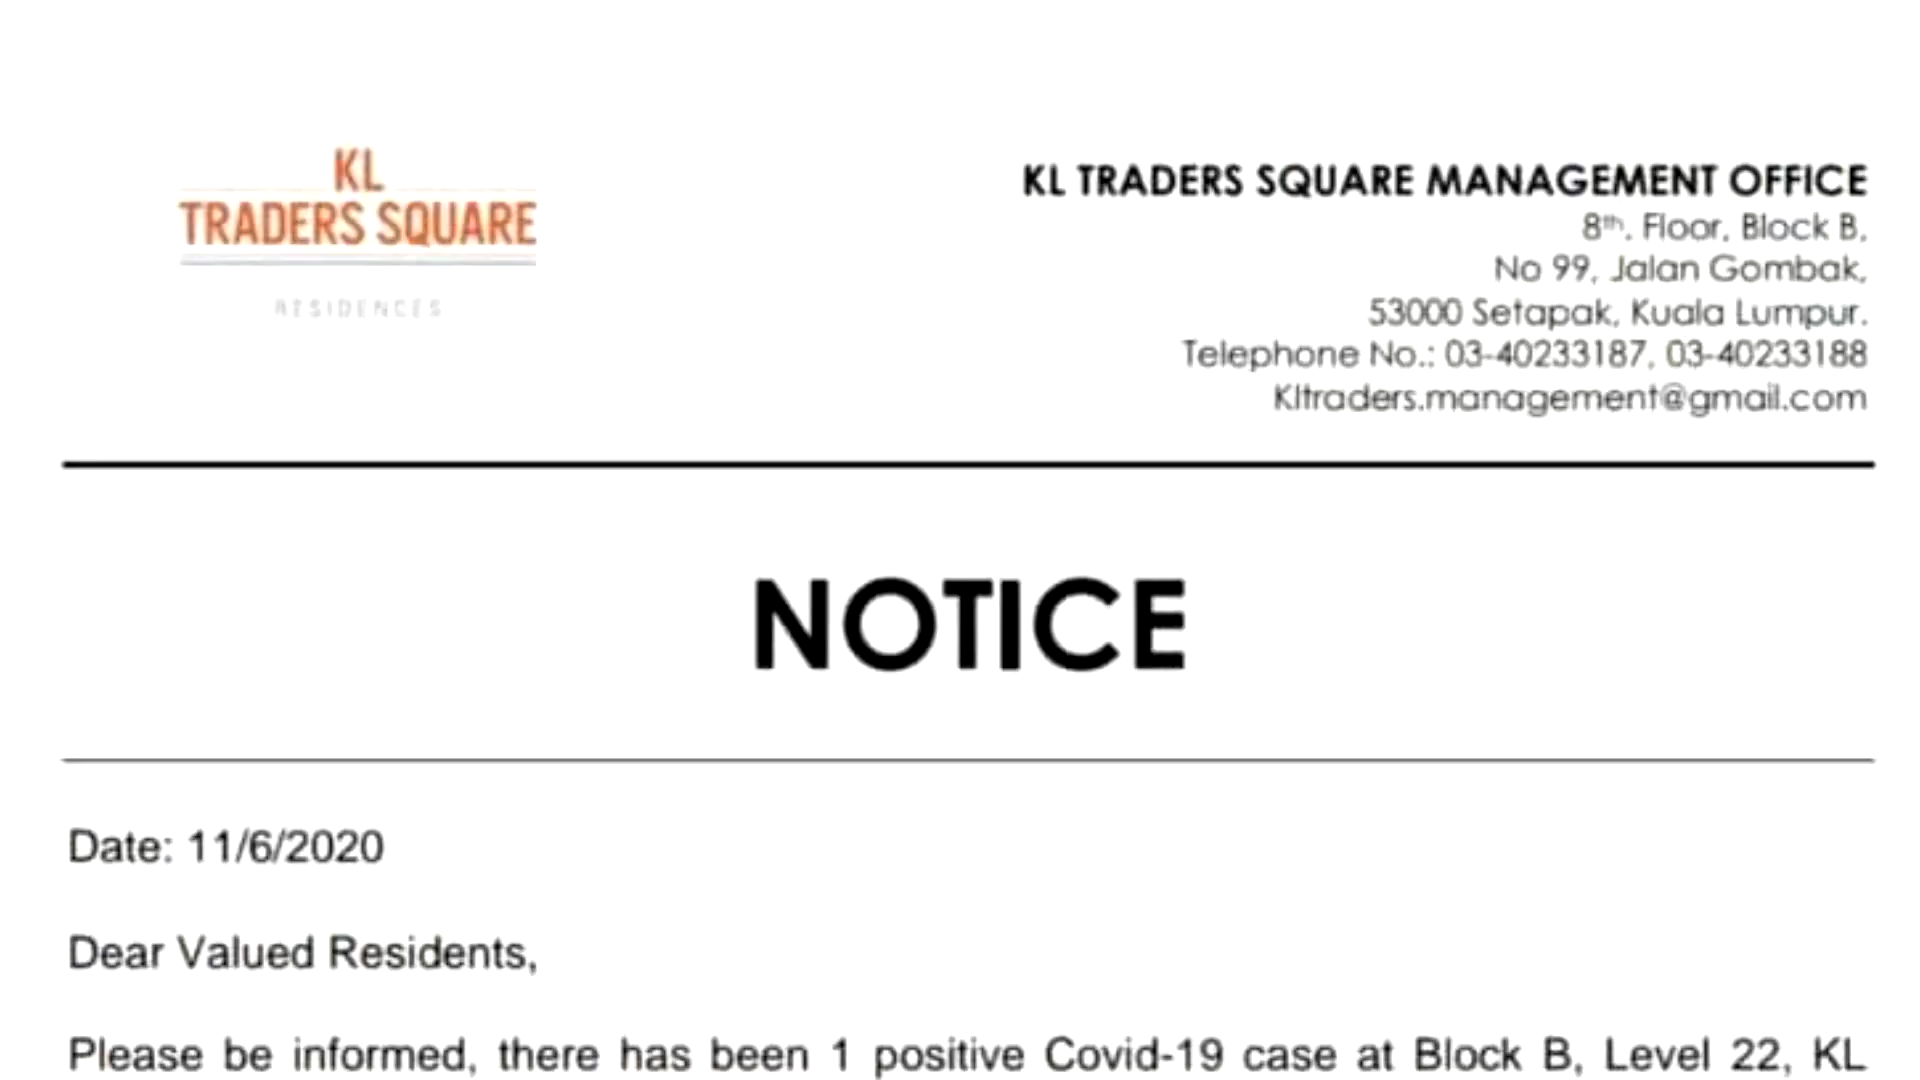 KL
TRADERS SQUARE
RESIDENCES
KL TRADERS SQUARE MANAGEMENT OFFICE
8th. Floor, Block B,
No 99, Jalan Gombak,
53000 Setapak, Kuala Lumpur.
Telephone No.: 03-40233187, 03-40233188
Kltraders.management@gmail.com
NOTICE
Date: 11/6/2020
Dear Valued Residents,
Please be informed, there has been 1 positive Covid-19 case at Block B, Level 22, KL